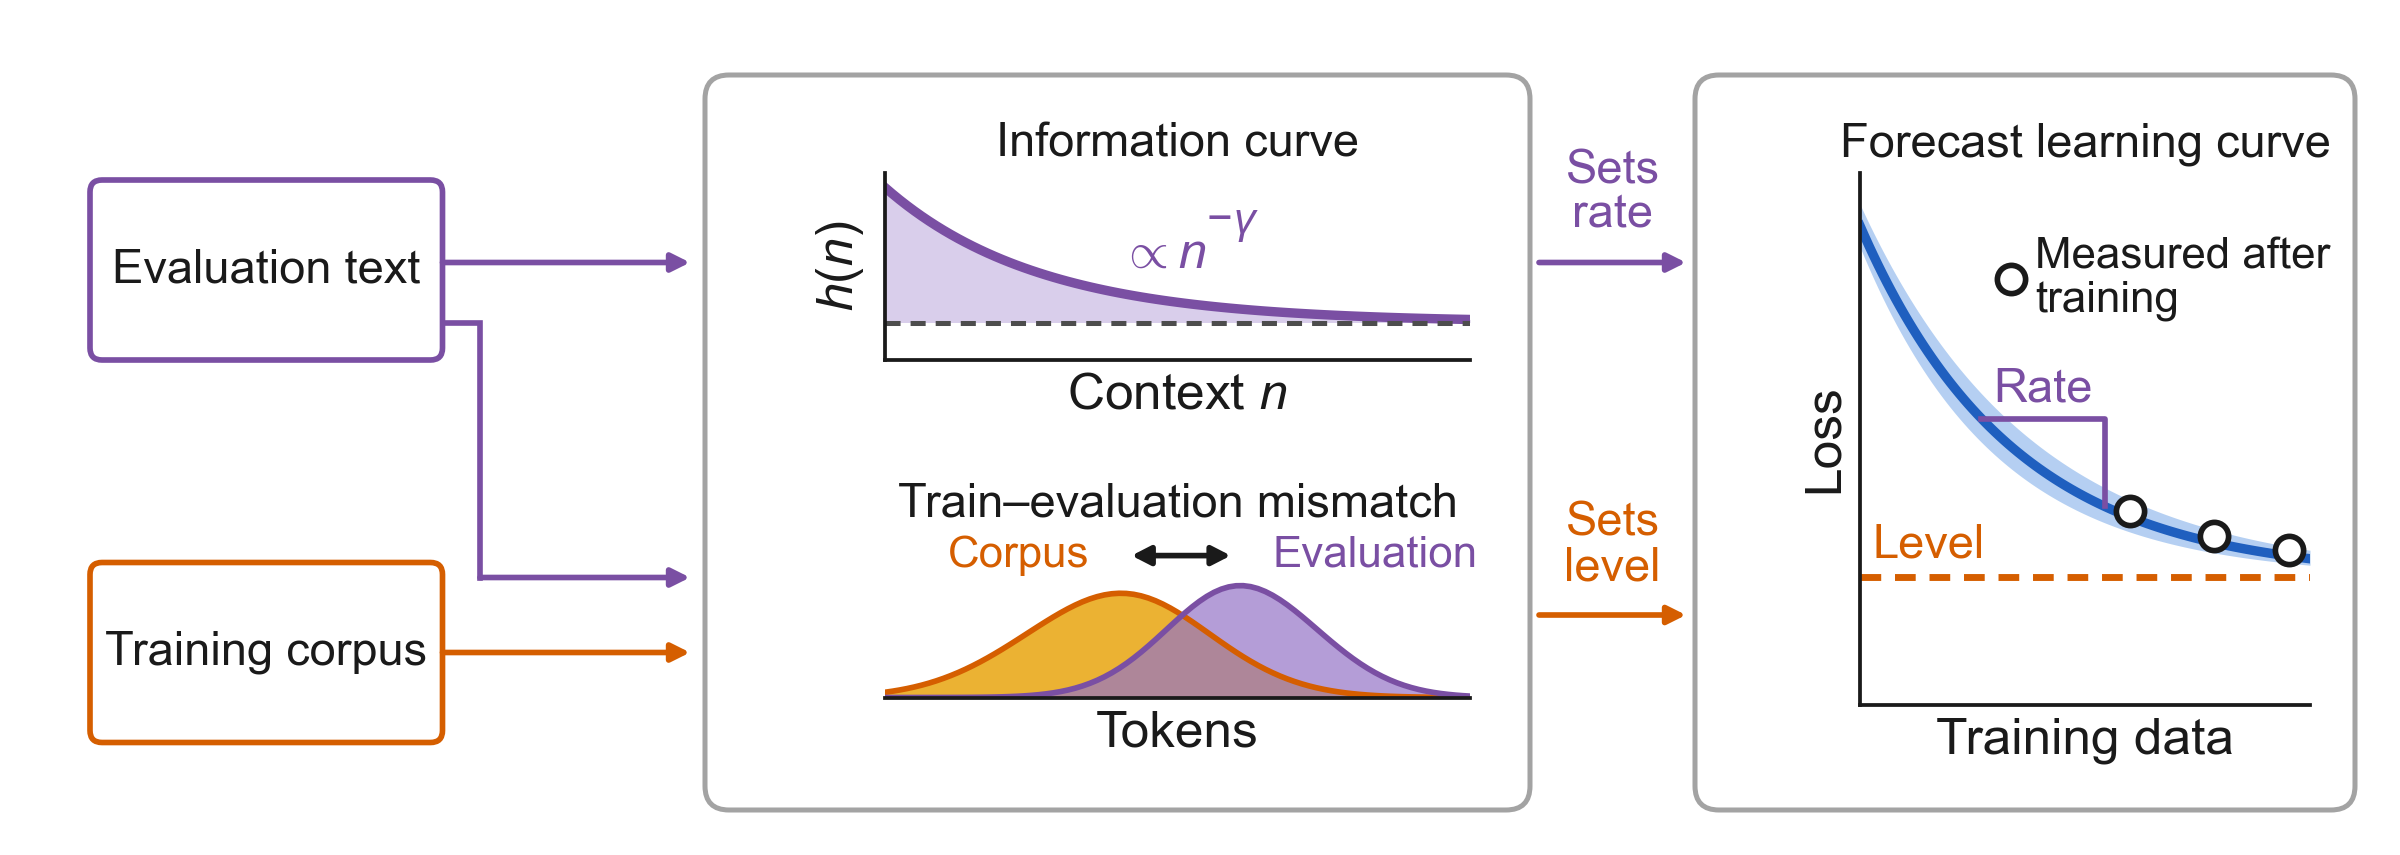 Evaluation text
Training corpus
Information curve
h(n)
∝ n^−γ
Context n
Train–evaluation mismatch
Corpus
Evaluation
Tokens
Sets
rate
Sets
level
Forecast learning curve
Measured after
training
Rate
Loss
Level
Training data